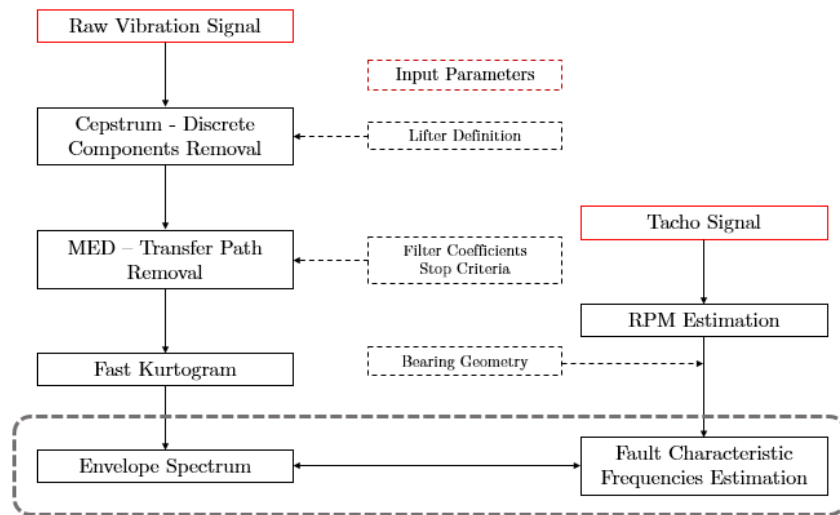 Raw Vibration Signal
Input Parameters
Cepstrum - Discrete
Components Removal
Lifter Definition
MED – Transfer Path
Removal
Filter Coefficients
Stop Criteria
Tacho Signal
RPM Estimation
Fast Kurtogram
Bearing Geometry
Envelope Spectrum
Fault Characteristic
Frequencies Estimation